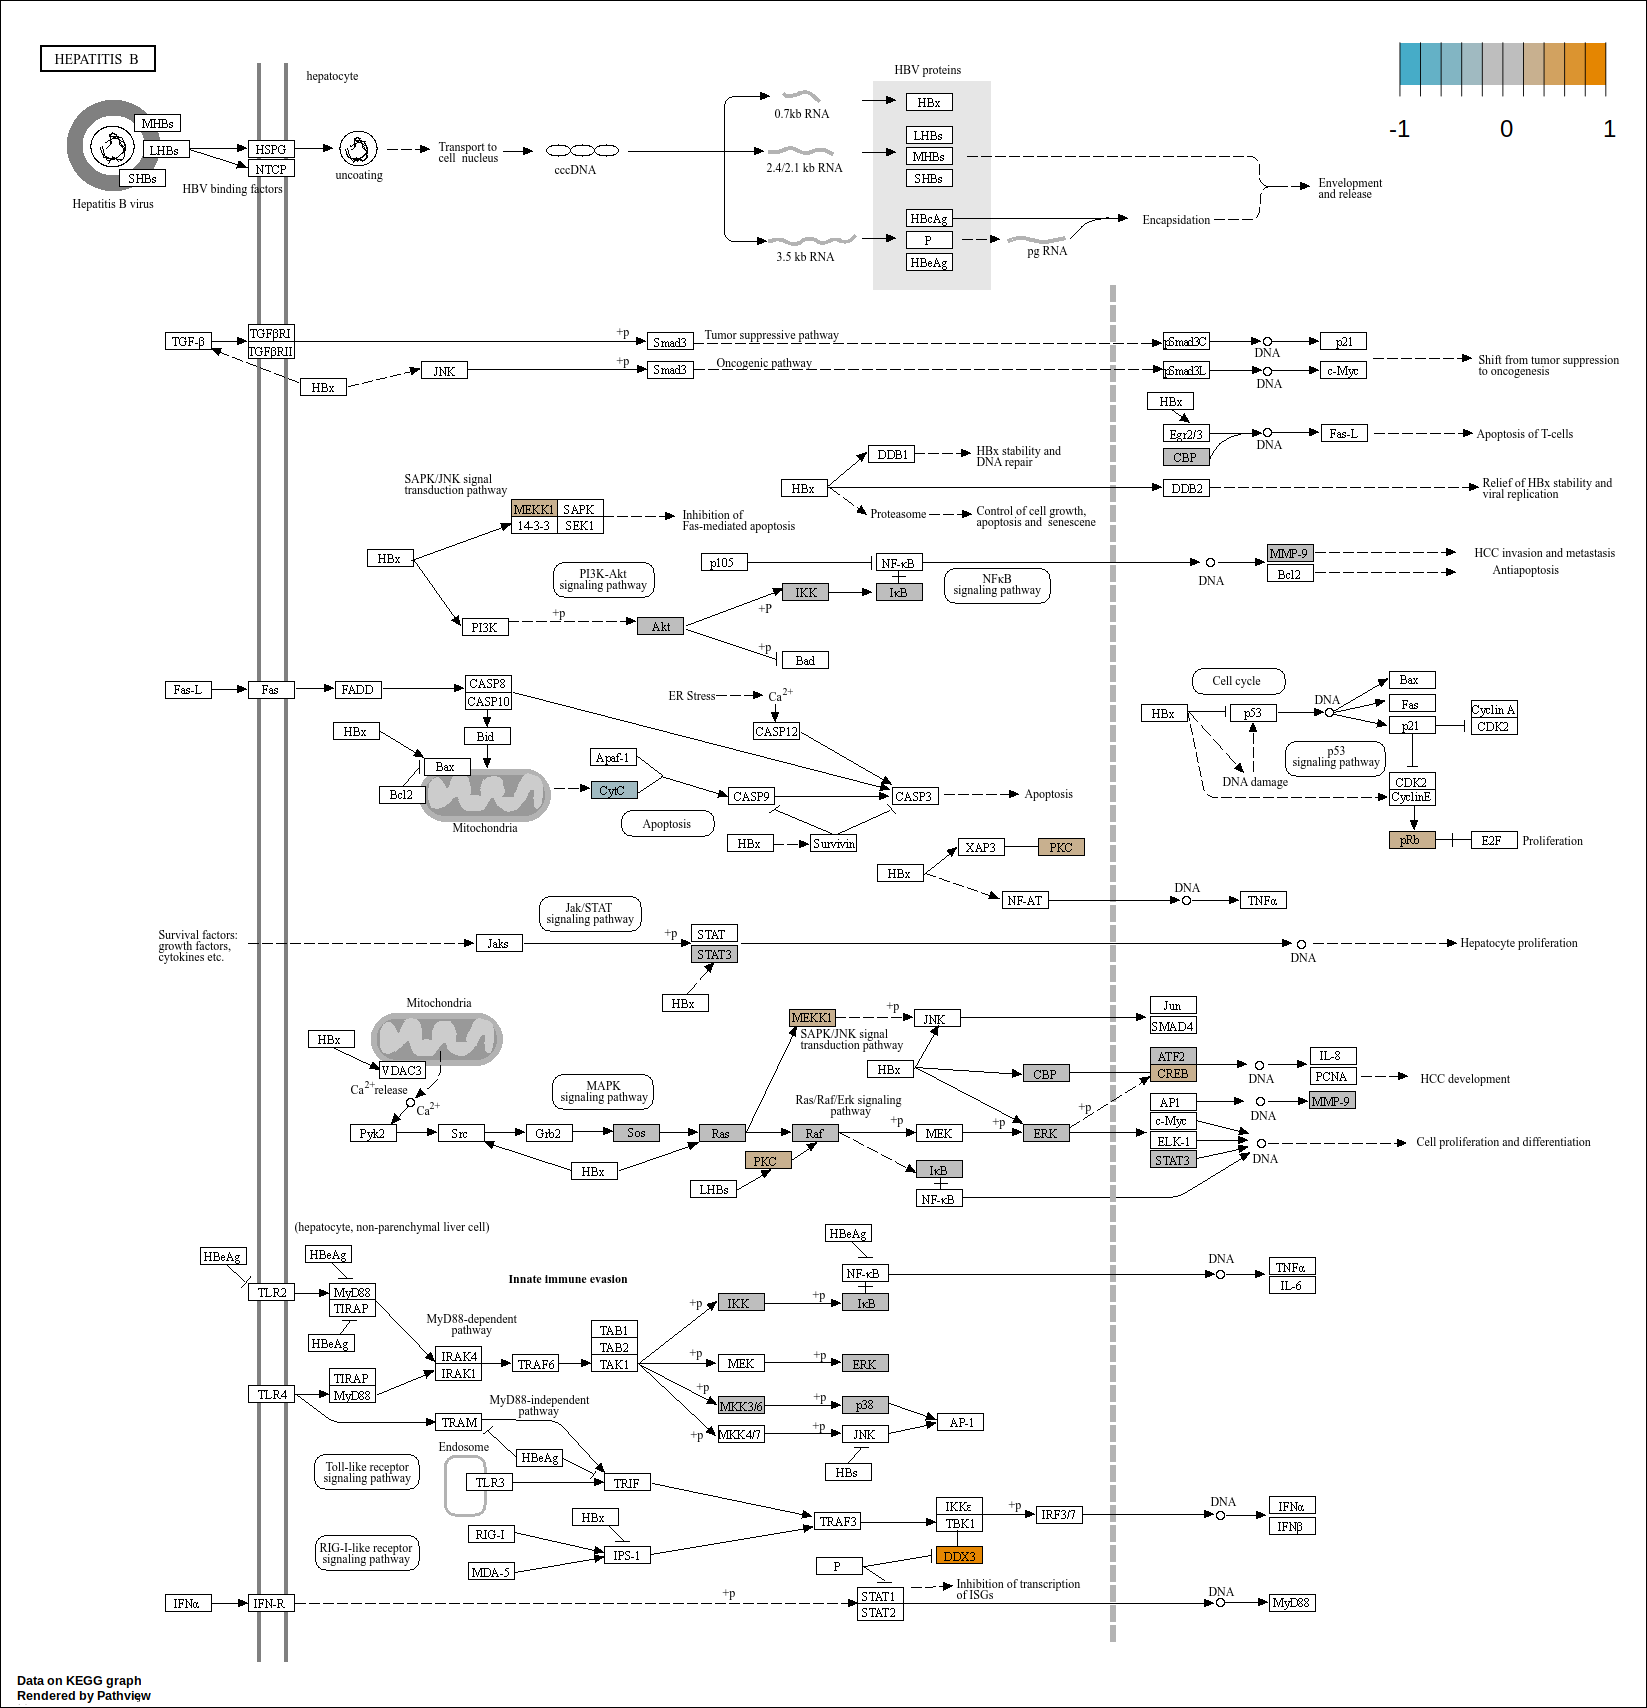 HEPATITIS B
-1
0
1
hepatocyte
HBV proteins
MHBs
LHBs
SHBs
Hepatitis B virus
HSPG
NTCP
HBV binding factors
uncoating
Transport to
cell nucleus
cccDNA
0.7kb RNA
2.4/2.1 kb RNA
3.5 kb RNA
HBx
LHBs
MHBs
SHBs
HBcAg
P
HBeAg
pg RNA
Encapsidation
Envelopment
and release
TGF-β
TGFβRI
TGFβRII
+p
Smad3
Tumor suppressive pathway
pSmad3C
DNA
p21
HBx
JNK
+p
Smad3
Oncogenic pathway
pSmad3L
DNA
c-Myc
Shift from tumor suppression
to oncogenesis
HBx
Egr2/3
CBP
DNA
Fas-L
Apoptosis of T-cells
DDB1
HBx stability and
DNA repair
HBx
DDB2
Relief of HBx stability and
viral replication
Proteasome
Control of cell growth,
apoptosis and senescene
SAPK/JNK signal
transduction pathway
MEKK1
SAPK
14-3-3
SEK1
Inhibition of
Fas-mediated apoptosis
HBx
PI3K-Akt
signaling pathway
p105
NF-κB
NFκB
signaling pathway
DNA
MMP-9
Bcl2
HCC invasion and metastasis
Antiapoptosis
IKK
IκB
+P
PI3K
+p
Akt
+p
Bad
Fas-L
Fas
FADD
CASP8
CASP10
ER Stress
Ca2+
CASP12
HBx
Bid
Bax
Bcl2
Mitochondria
Apaf-1
CytC
Apoptosis
CASP9
CASP3
Apoptosis
HBx
Survivin
Cell cycle
HBx
p53
DNA
Bax
Fas
p21
Cyclin A
CDK2
p53
signaling pathway
DNA damage
CDK2
CyclinE
pRb
E2F
Proliferation
HBx
XAP3
PKC
NF-AT
DNA
TNFα
Jak/STAT
signaling pathway
Survival factors:
growth factors,
cytokines etc.
Jaks
+p
STAT
STAT3
HBx
DNA
Hepatocyte proliferation
Mitochondria
HBx
VDAC3
Ca2+release
Ca2+
MAPK
signaling pathway
MEKK1
+p
JNK
SAPK/JNK signal
transduction pathway
HBx
CBP
Jun
SMAD4
ATF2
CREB
DNA
IL-8
PCNA
HCC development
Ras/Raf/Erk signaling
pathway
+p
Pyk2
Src
Grb2
Sos
Ras
Raf
+p
MEK
+p
ERK
AP1
c-Myc
ELK-1
STAT3
DNA
MMP-9
DNA
Cell proliferation and differentiation
HBx
PKC
LHBs
IκB
NF-κB
(hepatocyte, non-parenchymal liver cell)
HBeAg
HBeAg
TLR2
MyD88
TIRAP
HBeAg
Innate immune evasion
HBeAg
NF-κB
DNA
TNFα
IL-6
+p
IKK
+p
IκB
MyD88-dependent
pathway
TAB1
TAB2
TAK1
IRAK4
IRAK1
TRAF6
+p
MEK
+p
ERK
TLR4
TIRAP
MyD88
+p
MKK3/6
+p
p38
AP-1
+p
MKK4/7
+p
JNK
HBs
MyD88-independent
pathway
TRAM
Endosome
HBeAg
TLR3
TRIF
Toll-like receptor
signaling pathway
RIG-I-like receptor
signaling pathway
HBx
RIG-I
MDA-5
IPS-1
TRAF3
IKKε
TBK1
+p
IRF3/7
DNA
IFNα
IFNβ
DDX3
P
Inhibition of transcription
of ISGs
IFNα
IFN-R
+p
STAT1
STAT2
DNA
MyD88
Data on KEGG graph
Rendered by Pathview